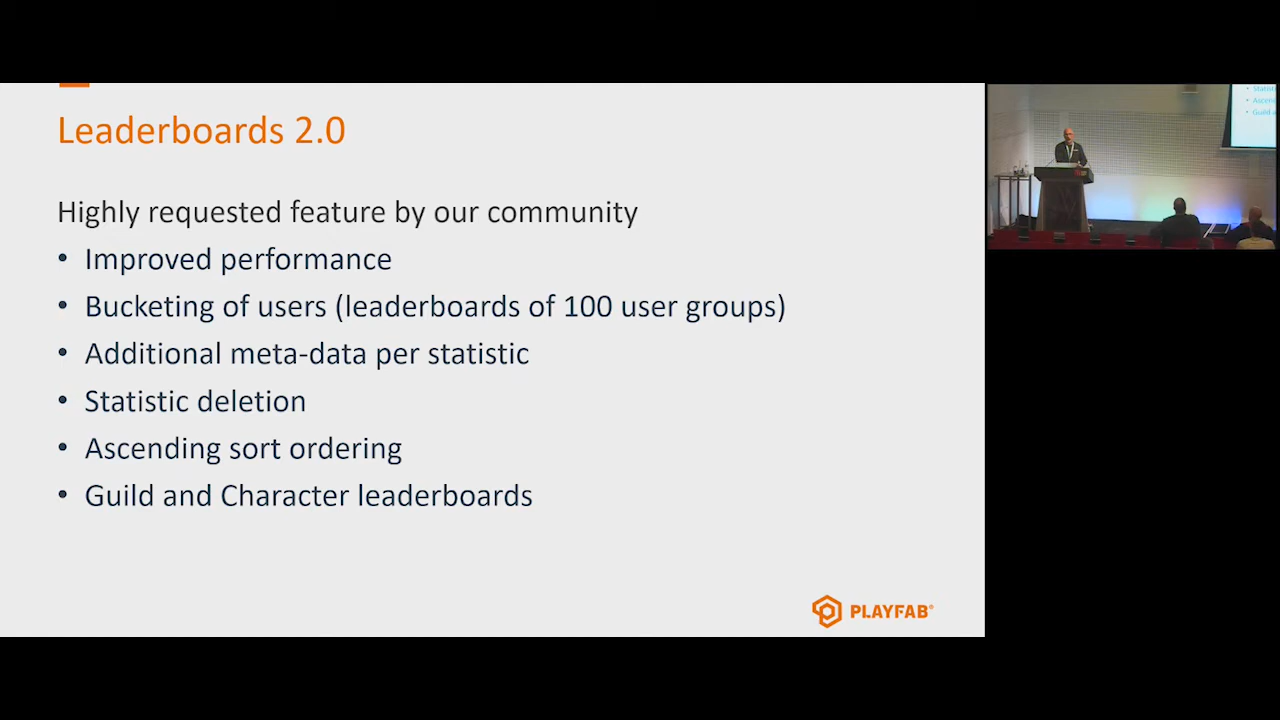 Leaderboards 2.0
Highly requested feature by our community
• Improved performance
• Bucketing of users (leaderboards of 100 user groups)
• Additional meta-data per statistic
• Statistic deletion
• Ascending sort ordering
• Guild and Character leaderboards
PLAYFAB